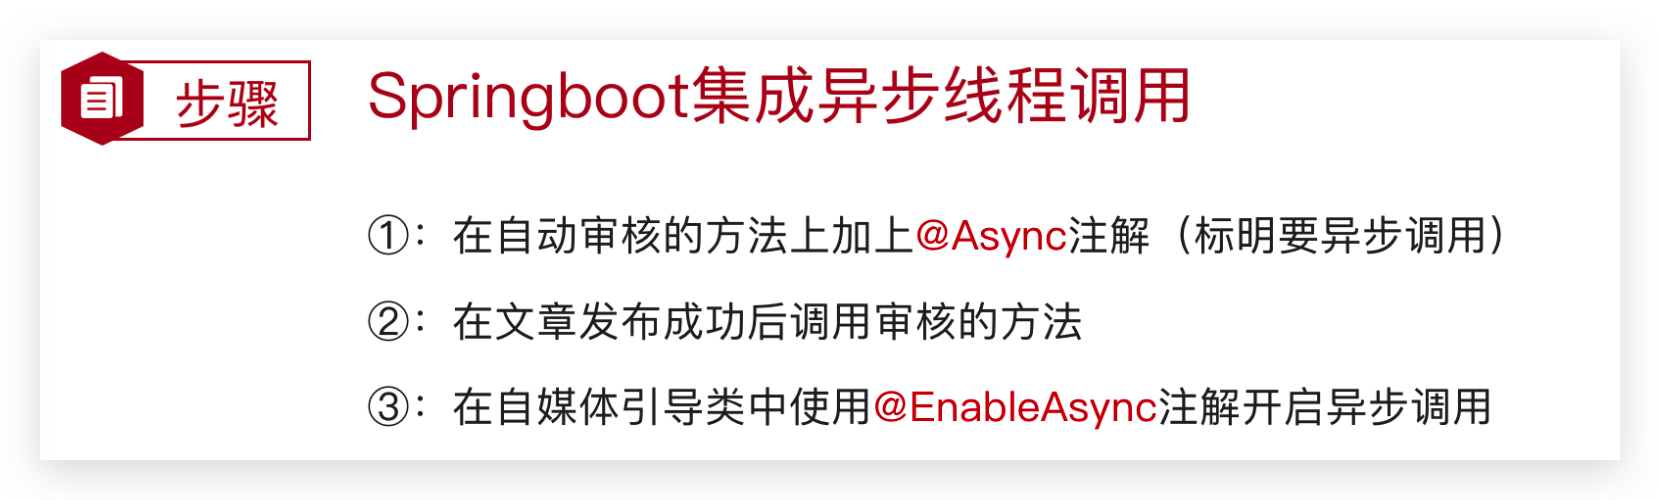 步骤
Springboot集成异步线程调用
①：在自动审核的方法上加上@Async注解（标明要异步调用）
②：在文章发布成功后调用审核的方法
③：在自媒体引导类中使用@EnableAsync注解开启异步调用